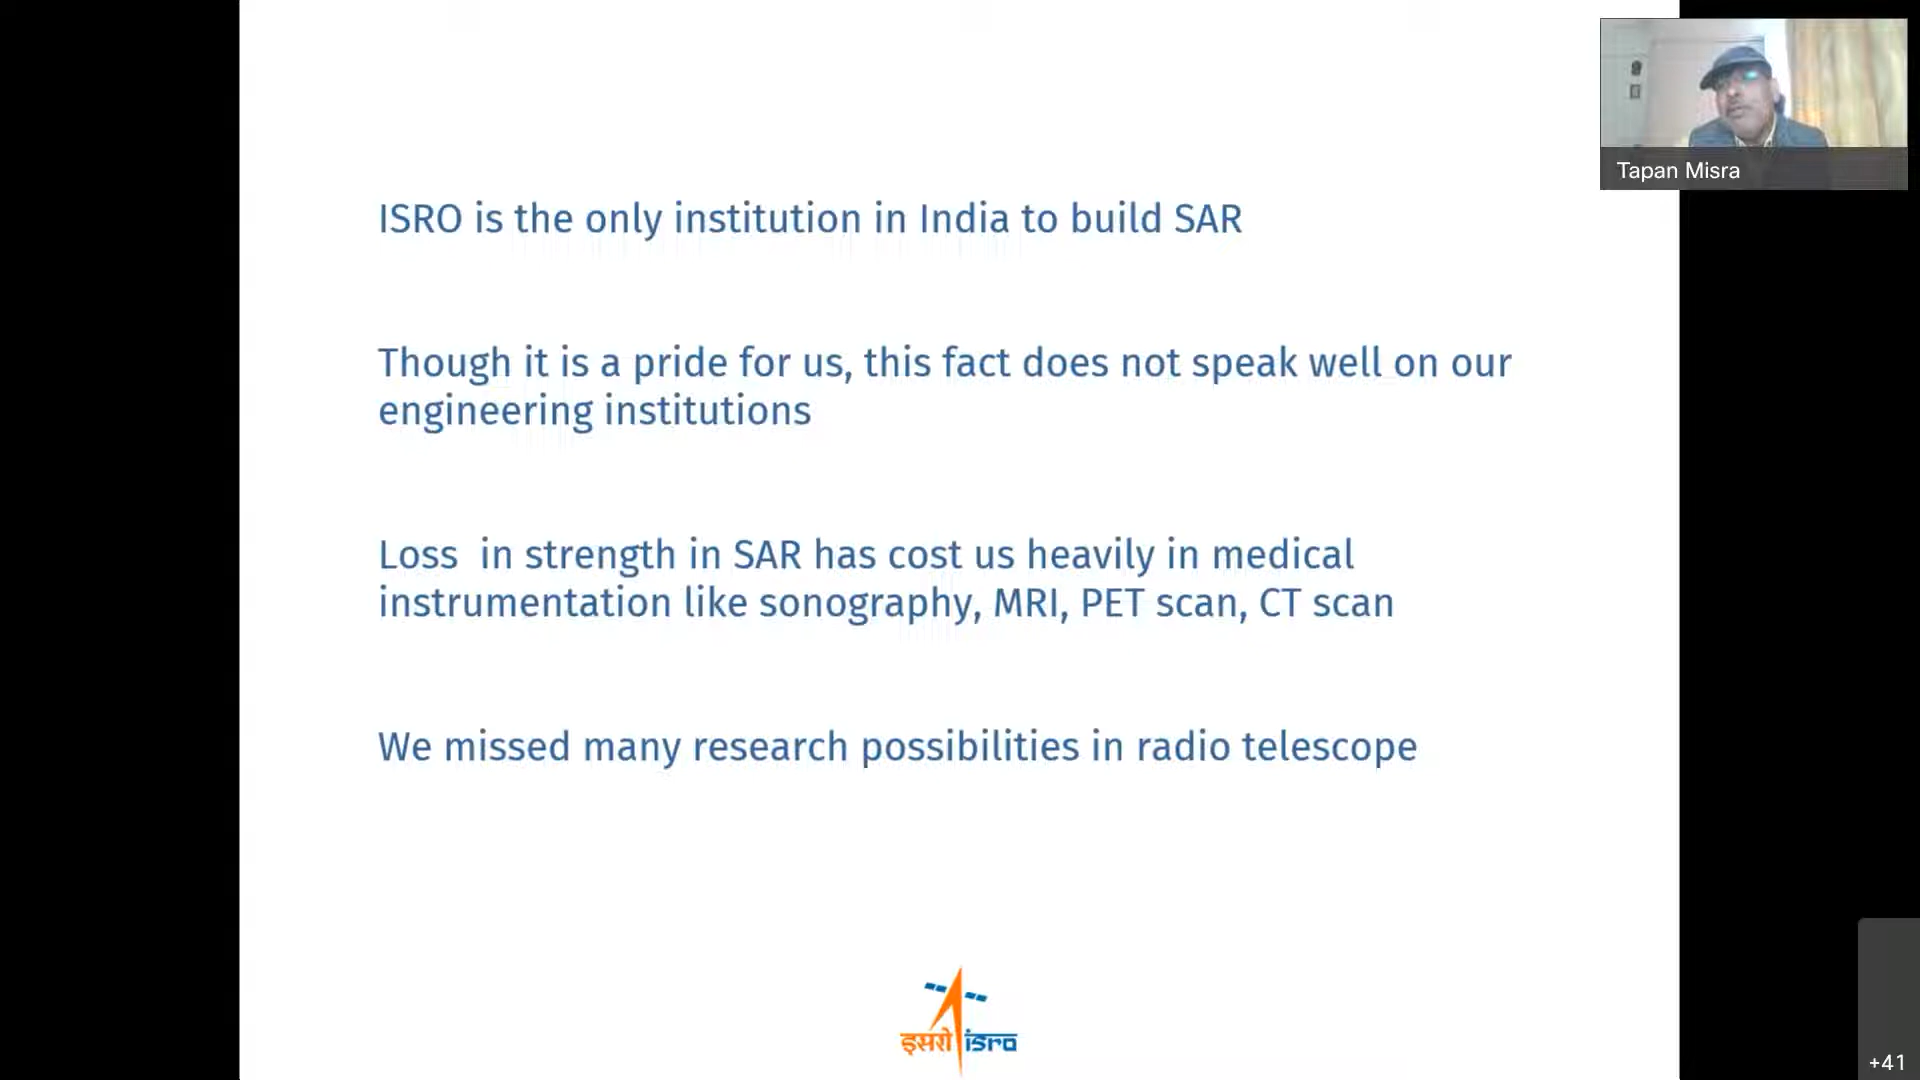 Tapan Misra
ISRO is the only institution in India to build SAR
Though it is a pride for us, this fact does not speak well on our
engineering institutions
Loss  in strength in SAR has cost us heavily in medical
instrumentation like sonography, MRI, PET scan, CT scan
We missed many research possibilities in radio telescope
इसरो isro
+41